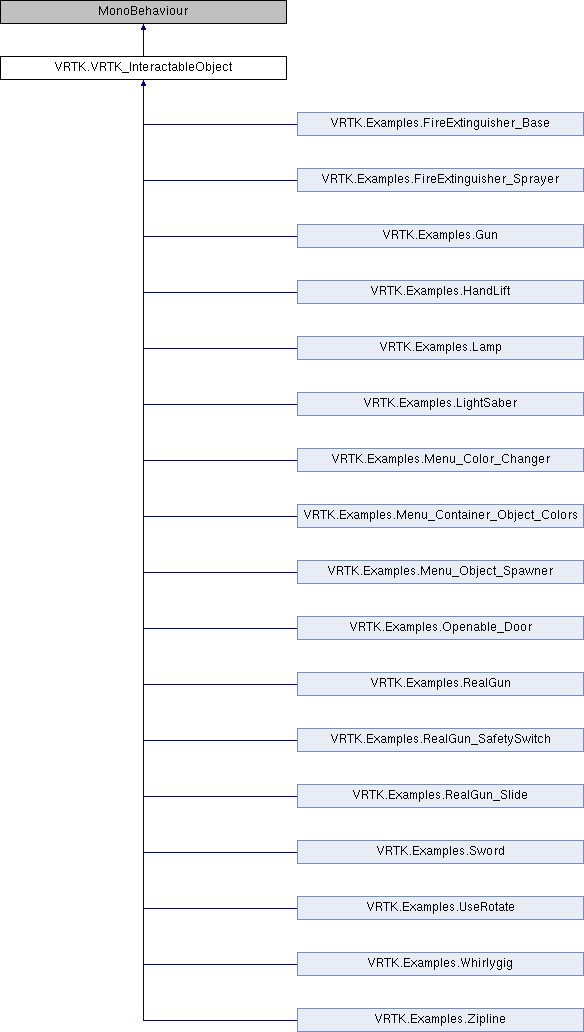 MonoBehaviour
VRTK.VRTK_InteractableObject
VRTK.Examples.FireExtinguisher_Base
VRTK.Examples.FireExtinguisher_Sprayer
VRTK.Examples.Gun
VRTK.Examples.HandLift
VRTK.Examples.Lamp
VRTK.Examples.LightSaber
VRTK.Examples.Menu_Color_Changer
VRTK.Examples.Menu_Container_Object_Colors
VRTK.Examples.Menu_Object_Spawner
VRTK.Examples.Openable_Door
VRTK.Examples.RealGun
VRTK.Examples.RealGun_SafetySwitch
VRTK.Examples.RealGun_Slide
VRTK.Examples.Sword
VRTK.Examples.UseRotate
VRTK.Examples.Whirlygig
VRTK.Examples.Zipline